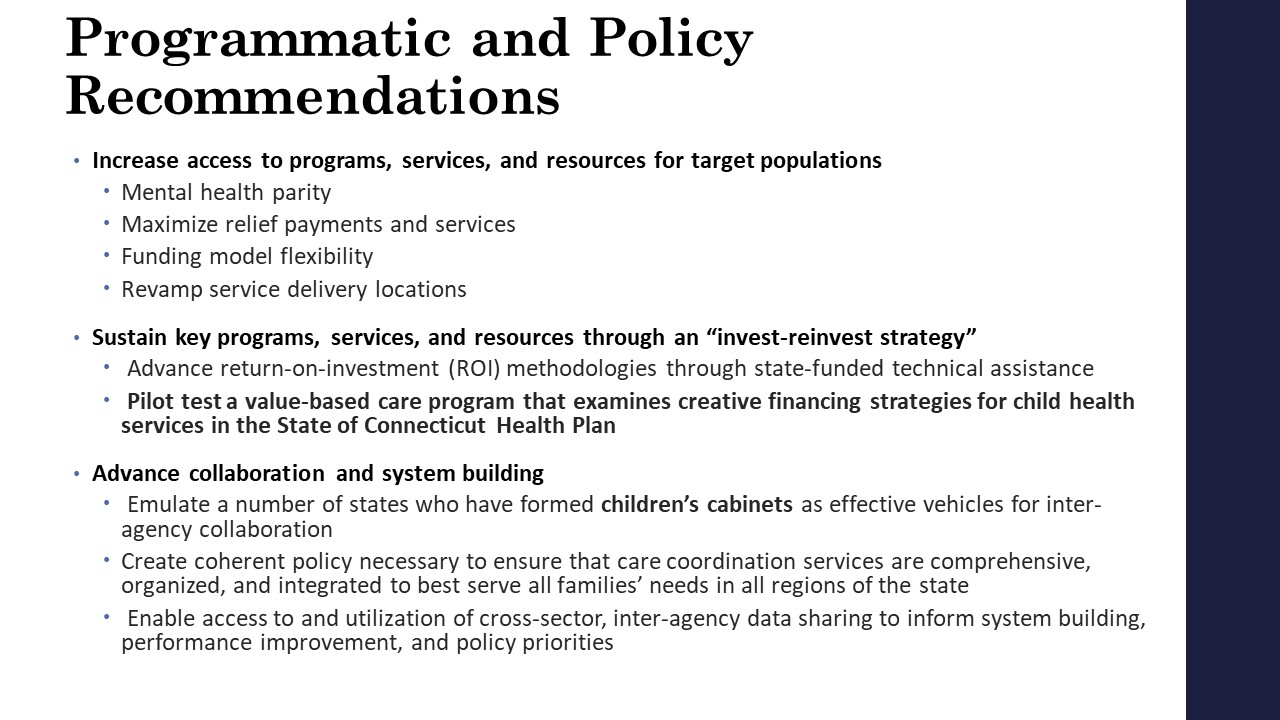 Programmatic and Policy
Recommendations
• Increase access to programs, services, and resources for target populations
• Mental health parity
• Maximize relief payments and services
• Funding model flexibility
• Revamp service delivery locations
• Sustain key programs, services, and resources through an “invest-reinvest strategy”
• Advance return-on-investment (ROI) methodologies through state-funded technical assistance
• Pilot test a value-based care program that examines creative financing strategies for child health
services in the State of Connecticut Health Plan
• Advance collaboration and system building
• Emulate a number of states who have formed children’s cabinets as effective vehicles for inter-
agency collaboration
• Create coherent policy necessary to ensure that care coordination services are comprehensive,
organized, and integrated to best serve all families’ needs in all regions of the state
• Enable access to and utilization of cross-sector, inter-agency data sharing to inform system building,
performance improvement, and policy priorities